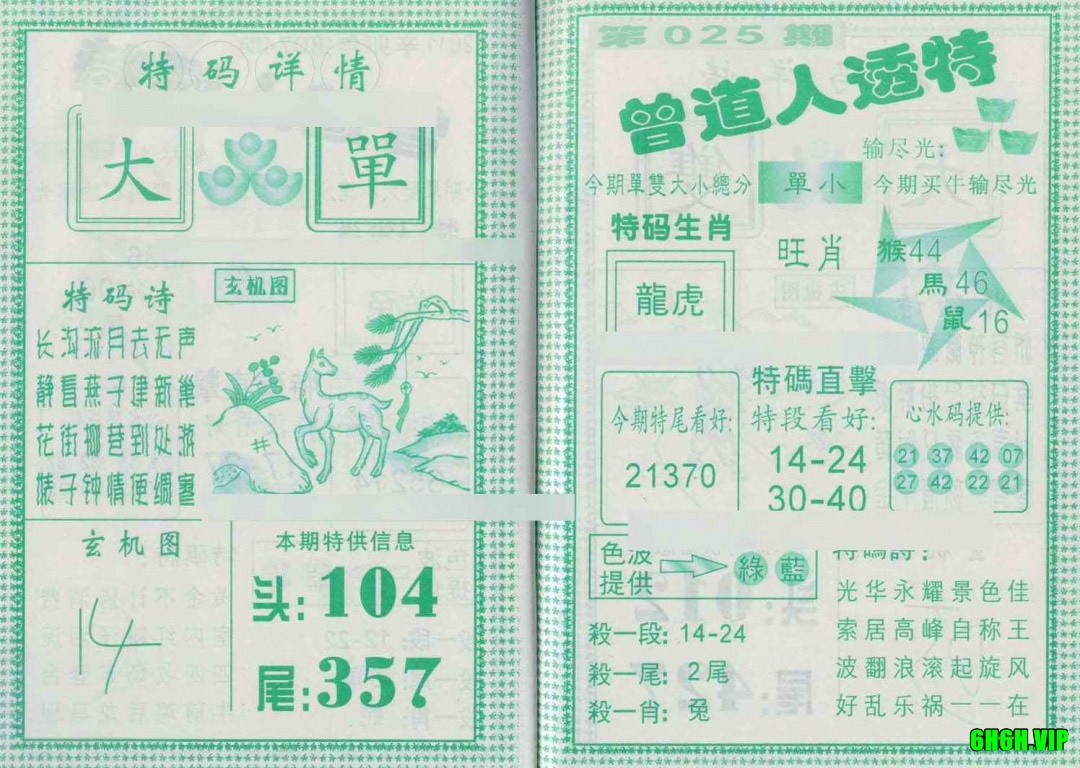 特码详情
大 單
特码诗
玄机图
长沟流月去无声
静看燕子建新巢
花街柳巷到处游
婊子钟情便绸寒
玄机图
14
本期特供信息
头:104
尾:357
第025期
曾道人透特
输尽光:
今期單雙大小總分 單小 今期买牛输尽光
特码生肖
龍虎
旺肖
猴44
馬46
鼠16
今期特尾看好:
21370
特碼直擊
特段看好:
14-24
30-40
心水码提供:
21 37 42 07
27 42 22 21
色波
提供
綠 藍
殺一段: 14-24
殺一尾: 2尾
殺一肖: 兔
特碼詩:
光华永耀景色佳
索居高峰自称王
波翻浪滚起旋风
好乱乐祸一一在
6H6H.VIP